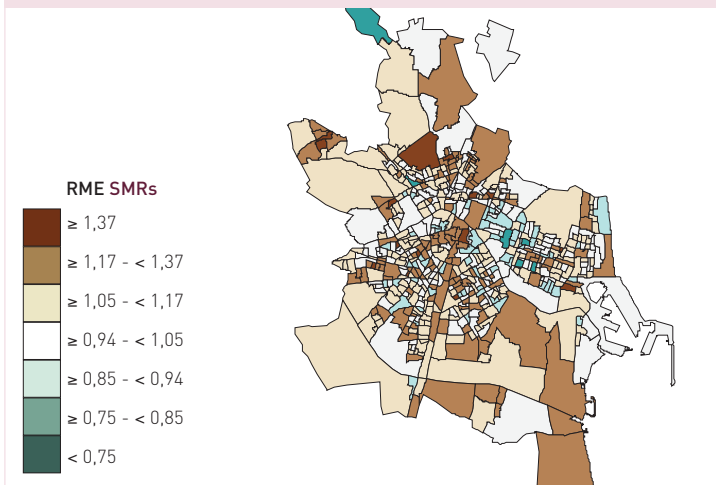 RME SMRs
≥ 1,37
≥ 1,17 - < 1,37
≥ 1,05 - < 1,17
≥ 0,94 - < 1,05
≥ 0,85 - < 0,94
≥ 0,75 - < 0,85
< 0,75